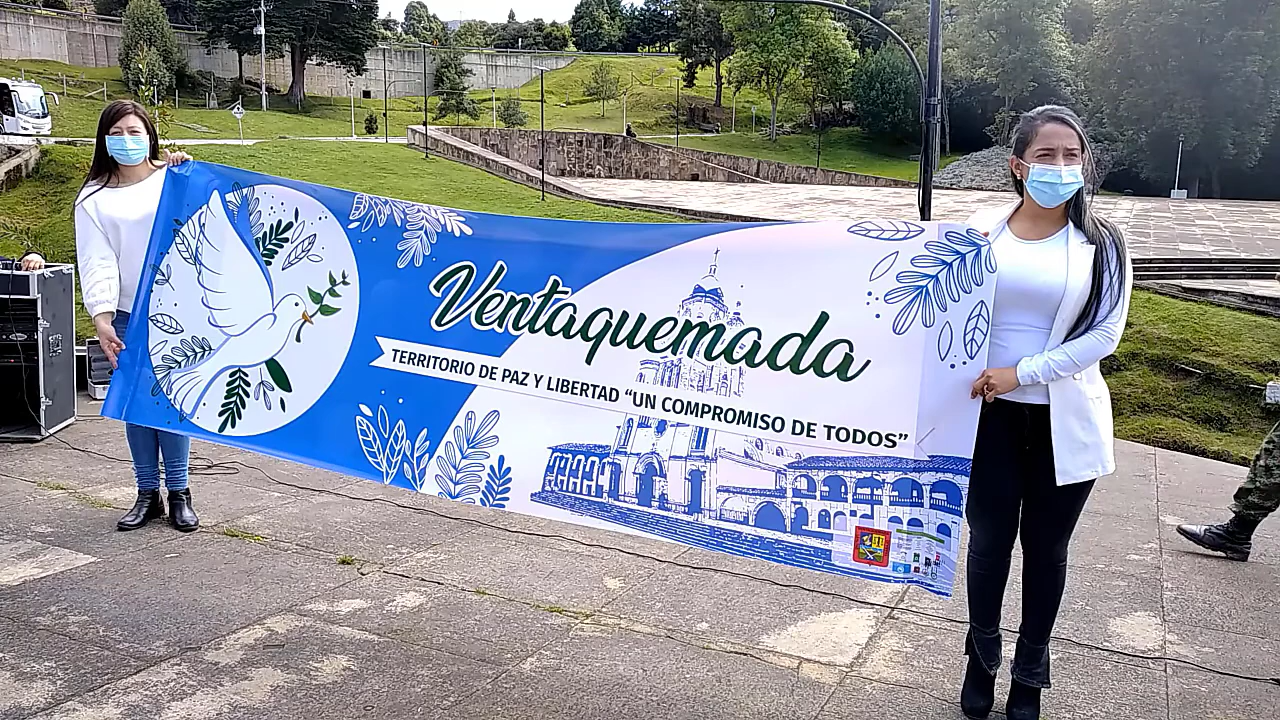 Ventaquemada
TERRITORIO DE PAZ Y LIBERTAD “UN COMPROMISO DE TODOS”